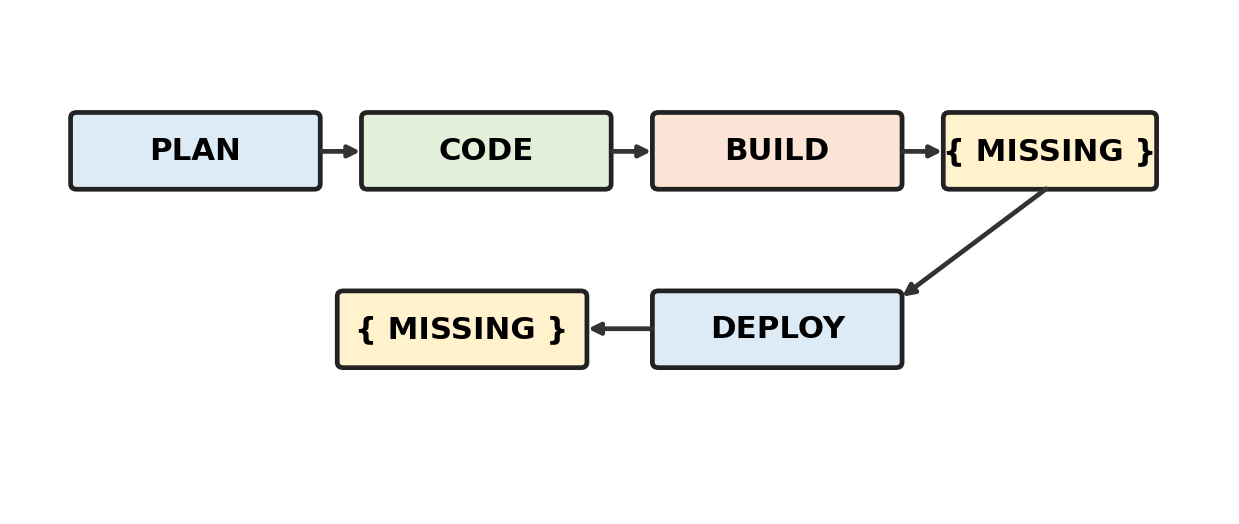 PLAN
CODE
BUILD
{ MISSING }
{ MISSING }
DEPLOY